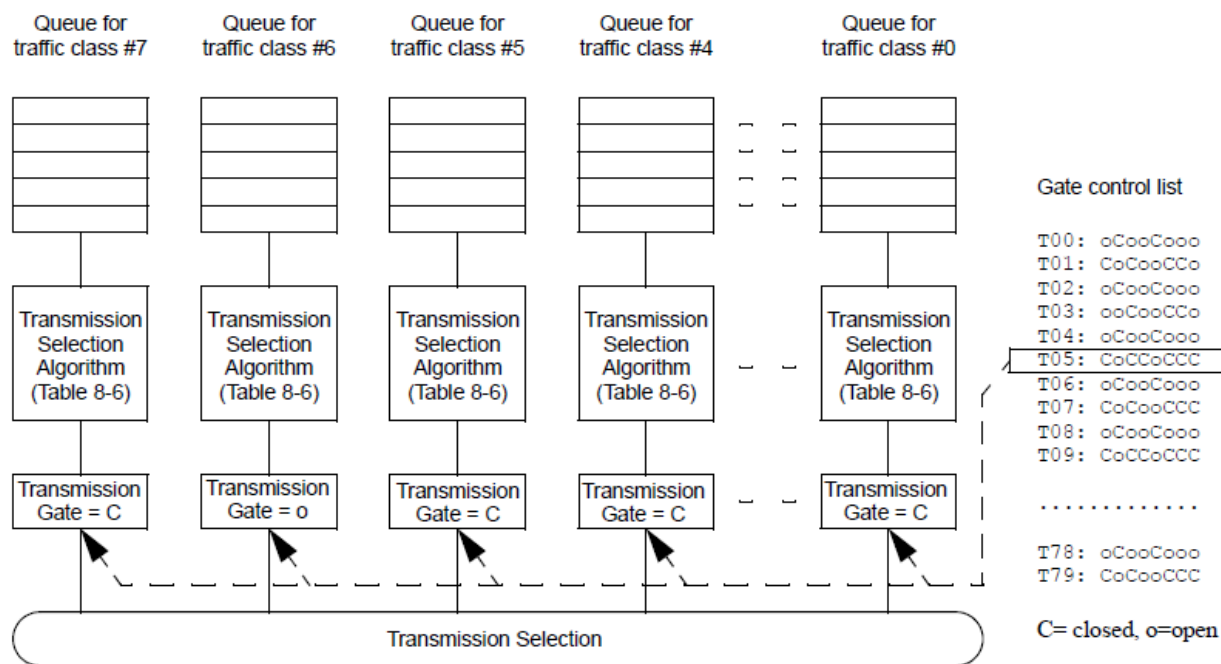 Queue for
traffic class #7
Queue for
traffic class #6
Queue for
traffic class #5
Queue for
traffic class #4
Queue for
traffic class #0
Transmission
Selection
Algorithm
(Table 8-6)
Transmission
Selection
Algorithm
(Table 8-6)
Transmission
Selection
Algorithm
(Table 8-6)
Transmission
Selection
Algorithm
(Table 8-6)
Transmission
Selection
Algorithm
(Table 8-6)
Transmission
Gate = C
Transmission
Gate = o
Transmission
Gate = C
Transmission
Gate = C
Transmission
Gate = C
Transmission Selection
Gate control list
T00: oCooCooo
T01: CoCooCCo
T02: oCooCooo
T03: ooCooCCo
T04: oCooCooo
T05: CoCCoCCC
T06: oCooCooo
T07: CoCooCCC
T08: oCooCooo
T09: CoCCoCCC
.............
T78: oCooCooo
T79: CoCooCCC
C= closed, o=open